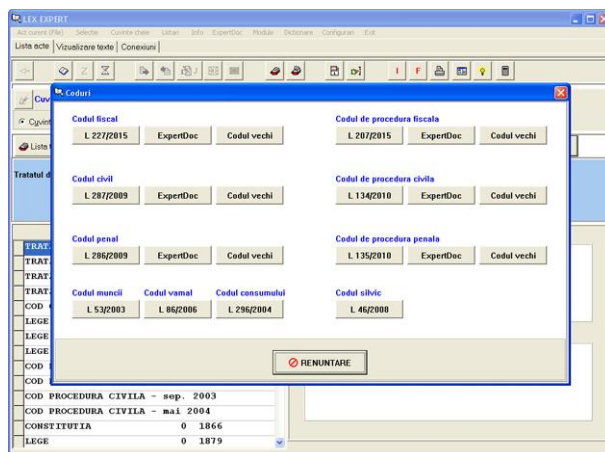 LEX EXPERT
Act curent (File) Selectie Cuvinte cheie Listari Info ExpertDoc Module Dictionare Configurari Exit
Lista acte Vizualizare texte Conexiuni
I F
Coduri
Codul fiscal Codul de procedura fiscala
L 227/2015 ExpertDoc Codul vechi L 207/2015 ExpertDoc Codul vechi
Lista
Tratatul d
Codul civil Codul de procedura civila
L 287/2009 ExpertDoc Codul vechi L 134/2010 ExpertDoc Codul vechi
Codul penal Codul de procedura penala
L 286/2009 ExpertDoc Codul vechi L 135/2010 ExpertDoc Codul vechi
TRAT
TRAT
TRAT
TRAT
Codul muncii Codul vamal Codul consumului Codul silvic
L 53/2003 L 86/2006 L 296/2004 L 46/2008
COD
LEGE
LEGE
LEGE
COD
COD
RENUNTARE
COD PROCEDURA CIVILA - sep. 2003
COD PROCEDURA CIVILA - mai 2004
CONSTITUTIA 0 1866
LEGE 0 1879